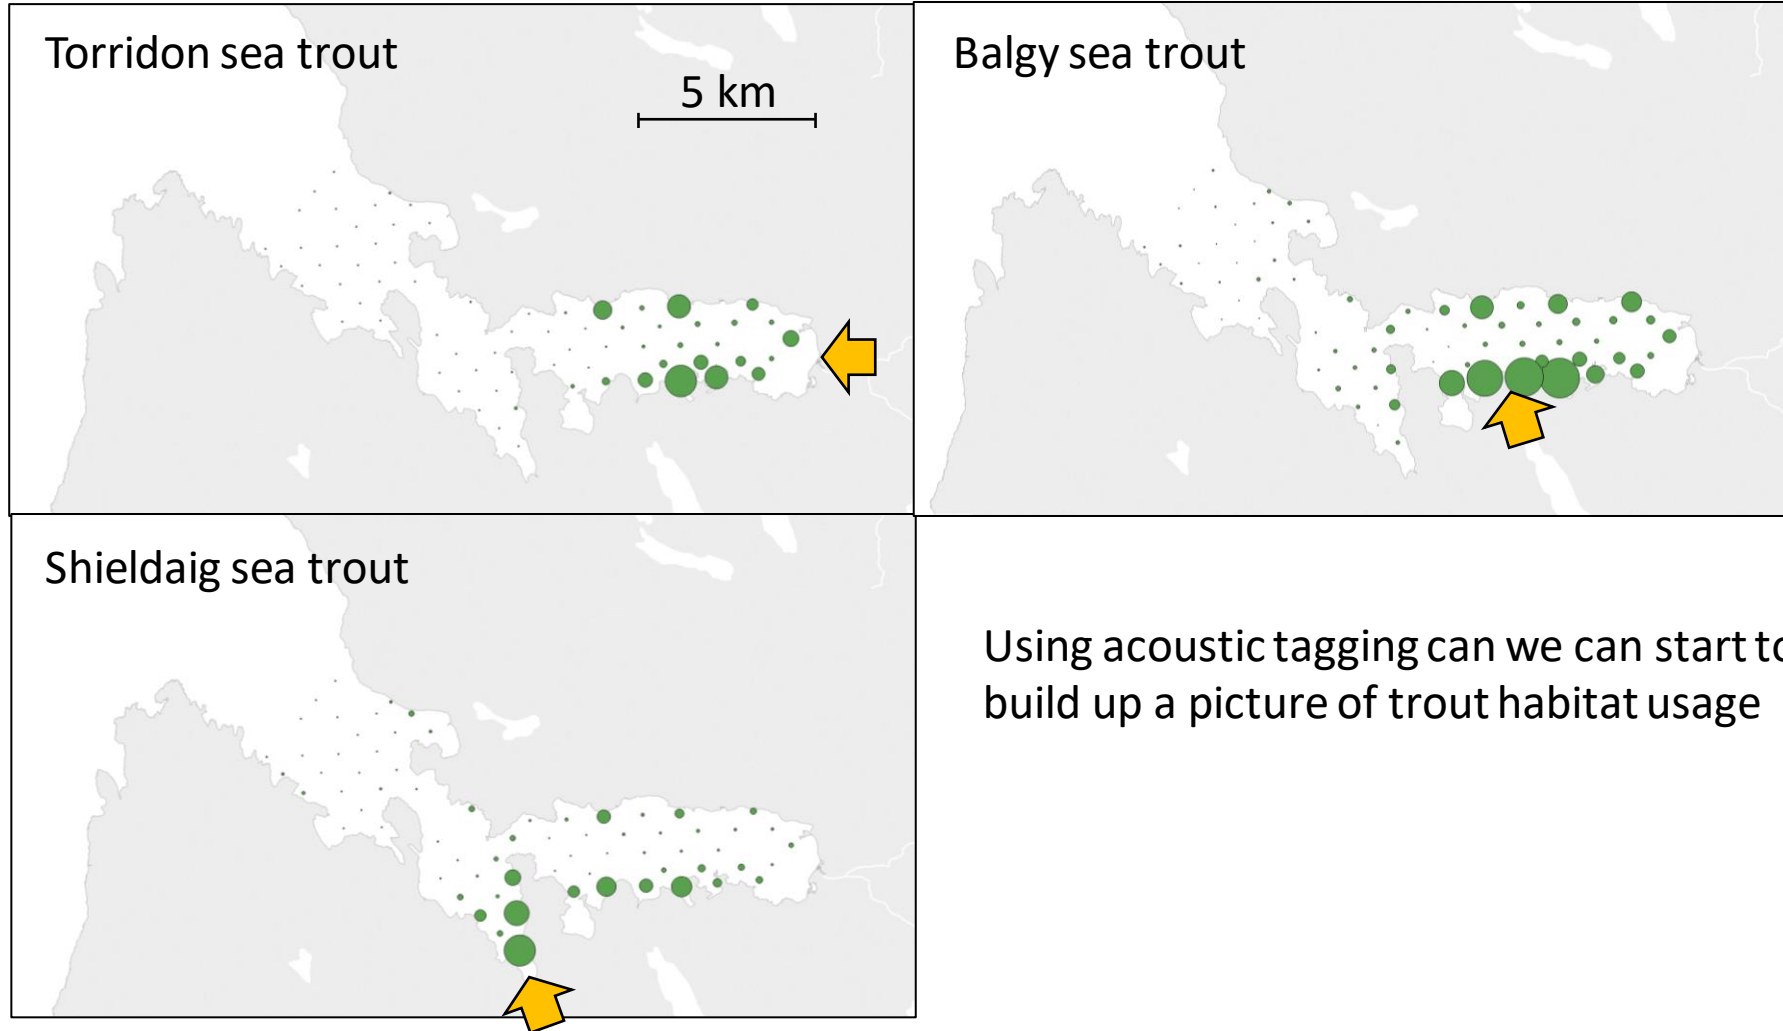 Torridon sea trout
5 km
Balgy sea trout
Shieldaig sea trout
Using acoustic tagging can we can start to
build up a picture of trout habitat usage